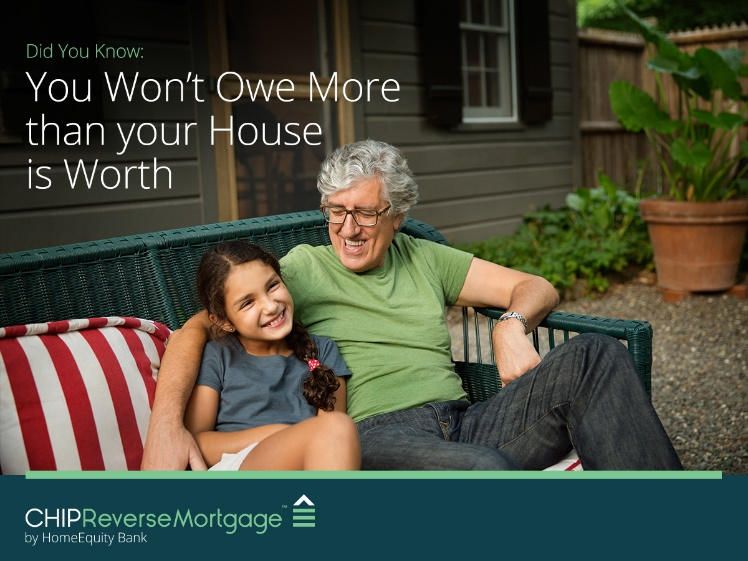 Did You Know:
You Won't Owe More
than your House
is Worth
CHIPReverseMortgage™
by HomeEquity Bank